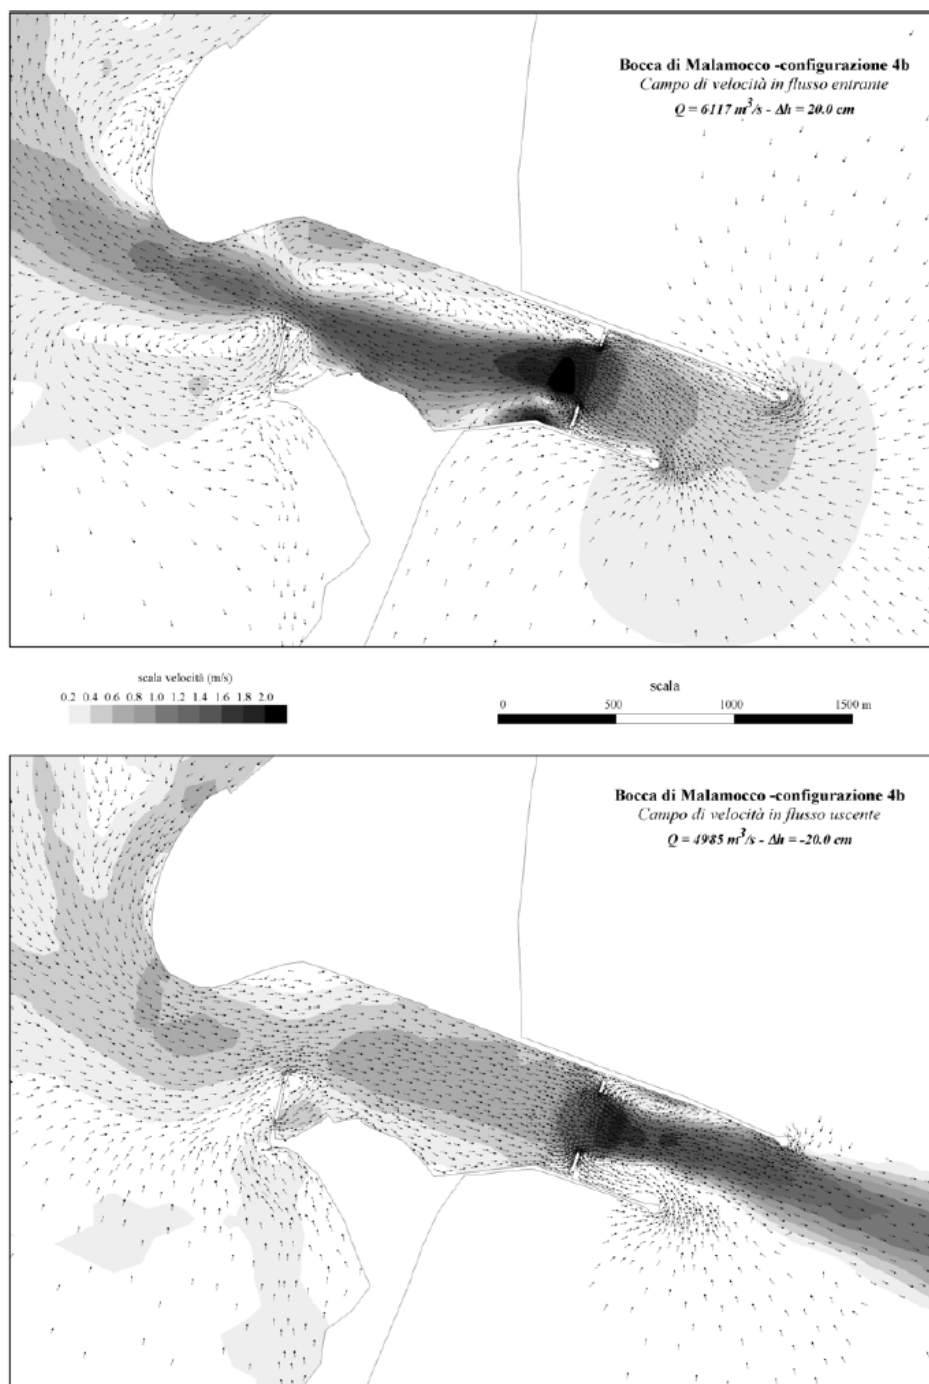 Bocca di Malamocco -configurazione 4b
Campo di velocità in flusso entrante
Q = 6117 m³/s - Δh = 20.0 cm
scala velocità (m/s)
0.2 0.4 0.6 0.8 1.0 1.2 1.4 1.6 1.8 2.0
scala
0 500 1000 1500 m
Bocca di Malamocco -configurazione 4b
Campo di velocità in flusso uscente
Q = 4985 m³/s - Δh = -20.0 cm